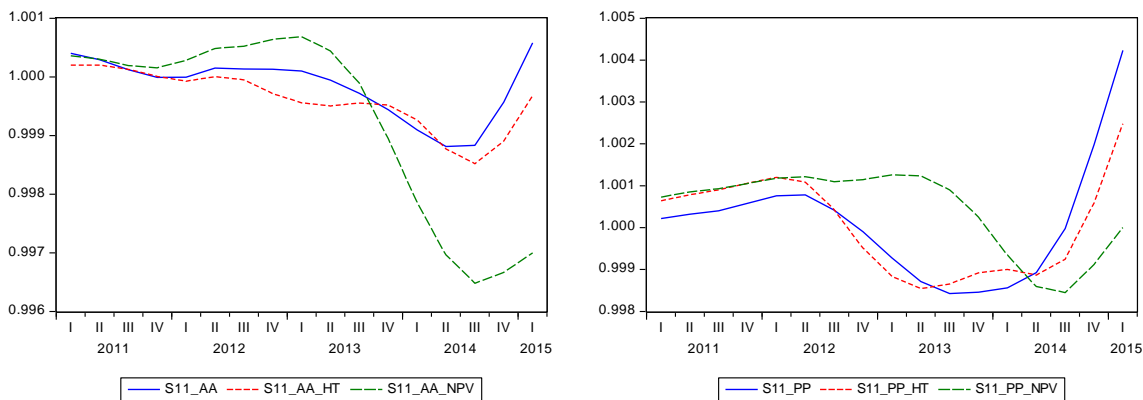 1.001
1.000
0.999
0.998
0.997
0.996
I II III IV I II III IV I II III IV I II III IV I
2011 2012 2013 2014 2015
S11_AA S11_AA_HT S11_AA_NPV
1.005
1.004
1.003
1.002
1.001
1.000
0.999
0.998
I II III IV I II III IV I II III IV I II III IV I
2011 2012 2013 2014 2015
S11_PP S11_PP_HT S11_PP_NPV